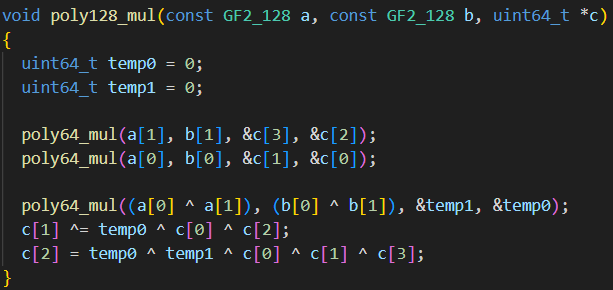 void poly128_mul(const GF2_128 a, const GF2_128 b, uint64_t *c)
{
  uint64_t temp0 = 0;
  uint64_t temp1 = 0;

  poly64_mul(a[1], b[1], &c[3], &c[2]);
  poly64_mul(a[0], b[0], &c[1], &c[0]);

  poly64_mul((a[0] ^ a[1]), (b[0] ^ b[1]), &temp1, &temp0);
  c[1] ^= temp0 ^ c[0] ^ c[2];
  c[2] = temp0 ^ temp1 ^ c[0] ^ c[1] ^ c[3];
}